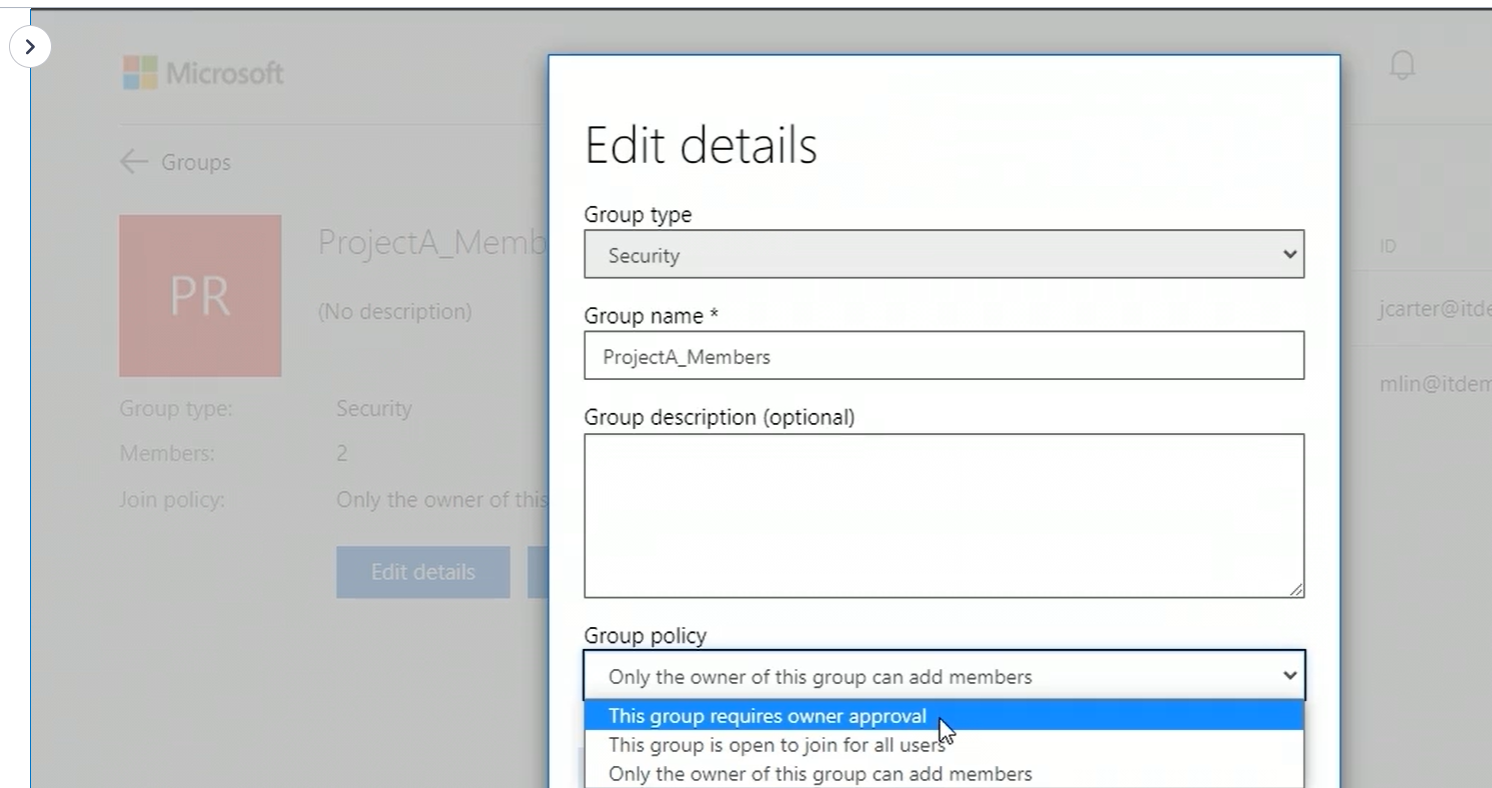 Microsoft
Groups
PR
ProjectA_Memb
(No description)
Group type: Security
Members: 2
Join policy: Only the owner of this
Edit details
Edit details
Group type
Security
Group name *
ProjectA_Members
Group description (optional)
Group policy
Only the owner of this group can add members
This group requires owner approval
This group is open to join for all users
Only the owner of this group can add members
ID
jcarter@itde
mlin@itdem